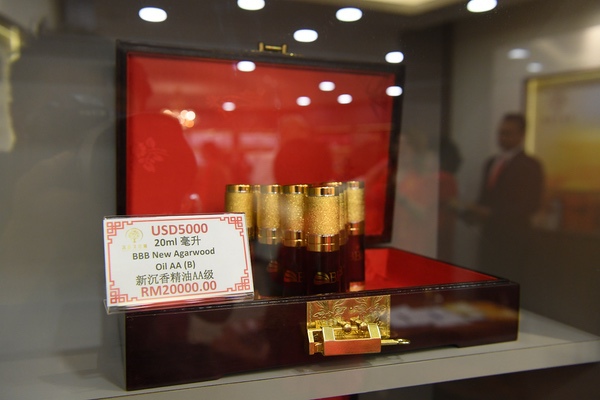 USD5000
20ml 毫升
BBB New Agarwood
Oil AA (B)
新沉香精油AA级
RM20000.00